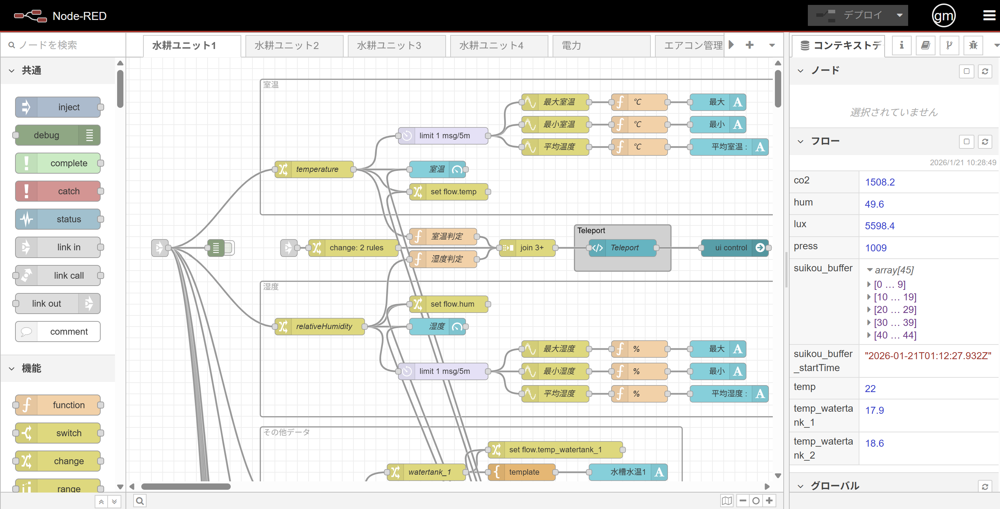 Node-RED
デプロイ
gm
ノードを検索
水耕ユニット1
水耕ユニット2
水耕ユニット3
水耕ユニット4
電力
エアコン管理
コンテキストデ
共通
inject
debug
complete
catch
status
link in
link call
link out
comment
機能
function
switch
change
range
室温
最大室温
℃
最大
最小室温
℃
最小
limit 1 msg/5m
平均温度
℃
平均室温 :
temperature
室温
set flow.temp
室温判定
Teleport
change: 2 rules
join 3+
Teleport
ui control
湿度判定
湿度
set flow.hum
relativeHumidity
湿度
最大湿度
%
最大
limit 1 msg/5m
最小湿度
%
最小
平均湿度
%
平均湿度 :
その他データ
set flow.temp_watertank_1
watertank_1
template
水槽水温1
ノード
選択されていません
フロー
2026/1/21 10:28:49
co2
1508.2
hum
49.6
lux
5598.4
press
1009
suikou_buffer
array[45]
[0 … 9]
[10 … 19]
[20 … 29]
[30 … 39]
[40 … 44]
suikou_buffer
_startTime
"2026-01-21T01:12:27.932Z"
temp
22
temp_waterta
nk_1
17.9
temp_waterta
nk_2
18.6
グローバル